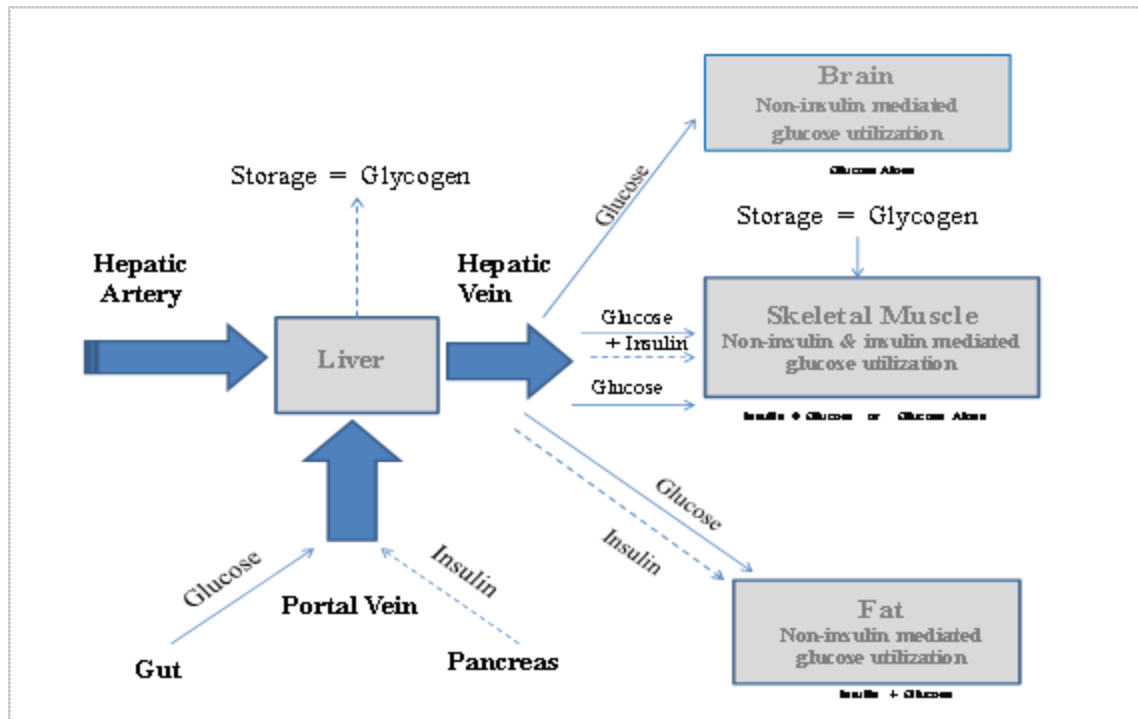 Brain
Non-insulin mediated
glucose utilization
Glucose Alone
Storage = Glycogen
Glucose
Storage = Glycogen
Hepatic
Artery
Hepatic
Vein
Liver
Glucose
+ Insulin
Glucose
Skeletal Muscle
Non-insulin & insulin mediated
glucose utilization
Insulin + Glucose or Glucose Alone
Glucose
Insulin
Glucose
Insulin
Portal Vein
Gut
Pancreas
Fat
Non-insulin mediated
glucose utilization
Insulin + Glucose